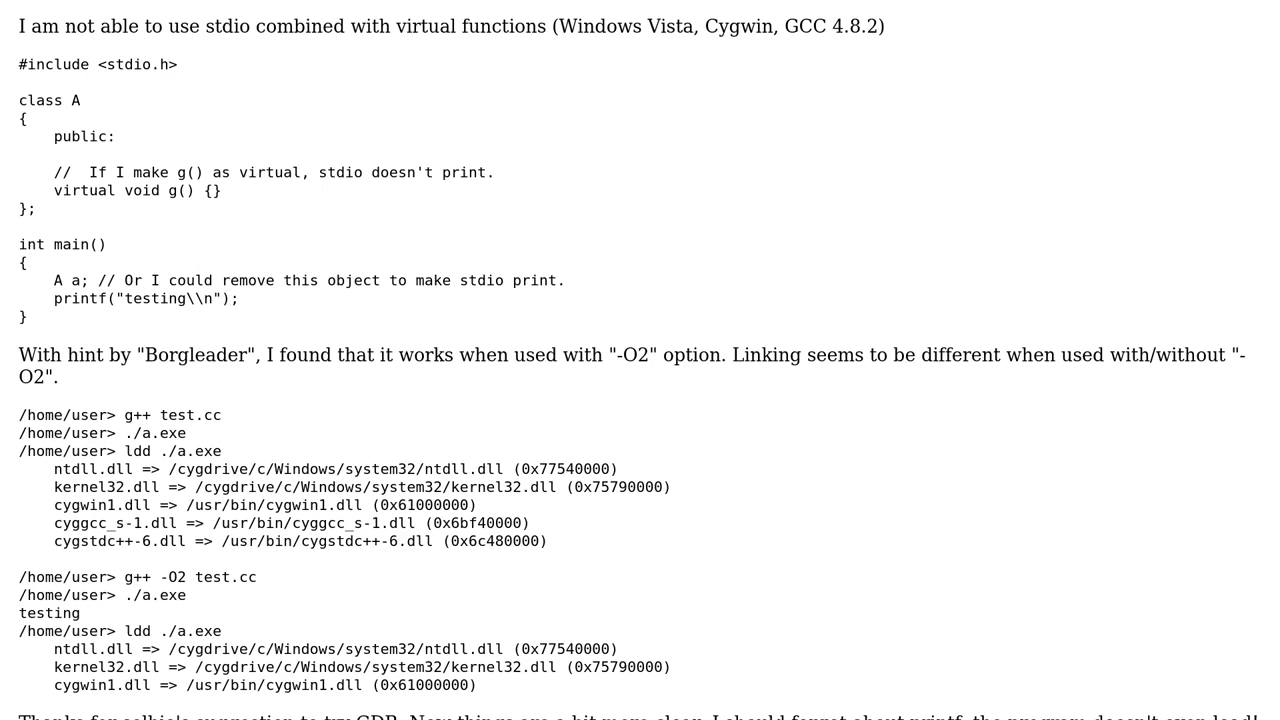 I am not able to use stdio combined with virtual functions (Windows Vista, Cygwin, GCC 4.8.2)
#include <stdio.h>
class A
{
    public:
    //  If I make g() as virtual, stdio doesn't print.
    virtual void g() {}
};
int main()
{
    A a; // Or I could remove this object to make stdio print.
    printf("testing\\n");
}
With hint by "Borgleader", I found that it works when used with "-O2" option. Linking seems to be different when used with/without "-
O2".
/home/user> g++ test.cc
/home/user> ./a.exe
/home/user> ldd ./a.exe
    ntdll.dll => /cygdrive/c/Windows/system32/ntdll.dll (0x77540000)
    kernel32.dll => /cygdrive/c/Windows/system32/kernel32.dll (0x75790000)
    cygwin1.dll => /usr/bin/cygwin1.dll (0x61000000)
    cyggcc_s-1.dll => /usr/bin/cyggcc_s-1.dll (0x6bf40000)
    cygstdc++-6.dll => /usr/bin/cygstdc++-6.dll (0x6c480000)
/home/user> g++ -O2 test.cc
/home/user> ./a.exe
testing
/home/user> ldd ./a.exe
    ntdll.dll => /cygdrive/c/Windows/system32/ntdll.dll (0x77540000)
    kernel32.dll => /cygdrive/c/Windows/system32/kernel32.dll (0x75790000)
    cygwin1.dll => /usr/bin/cygwin1.dll (0x61000000)